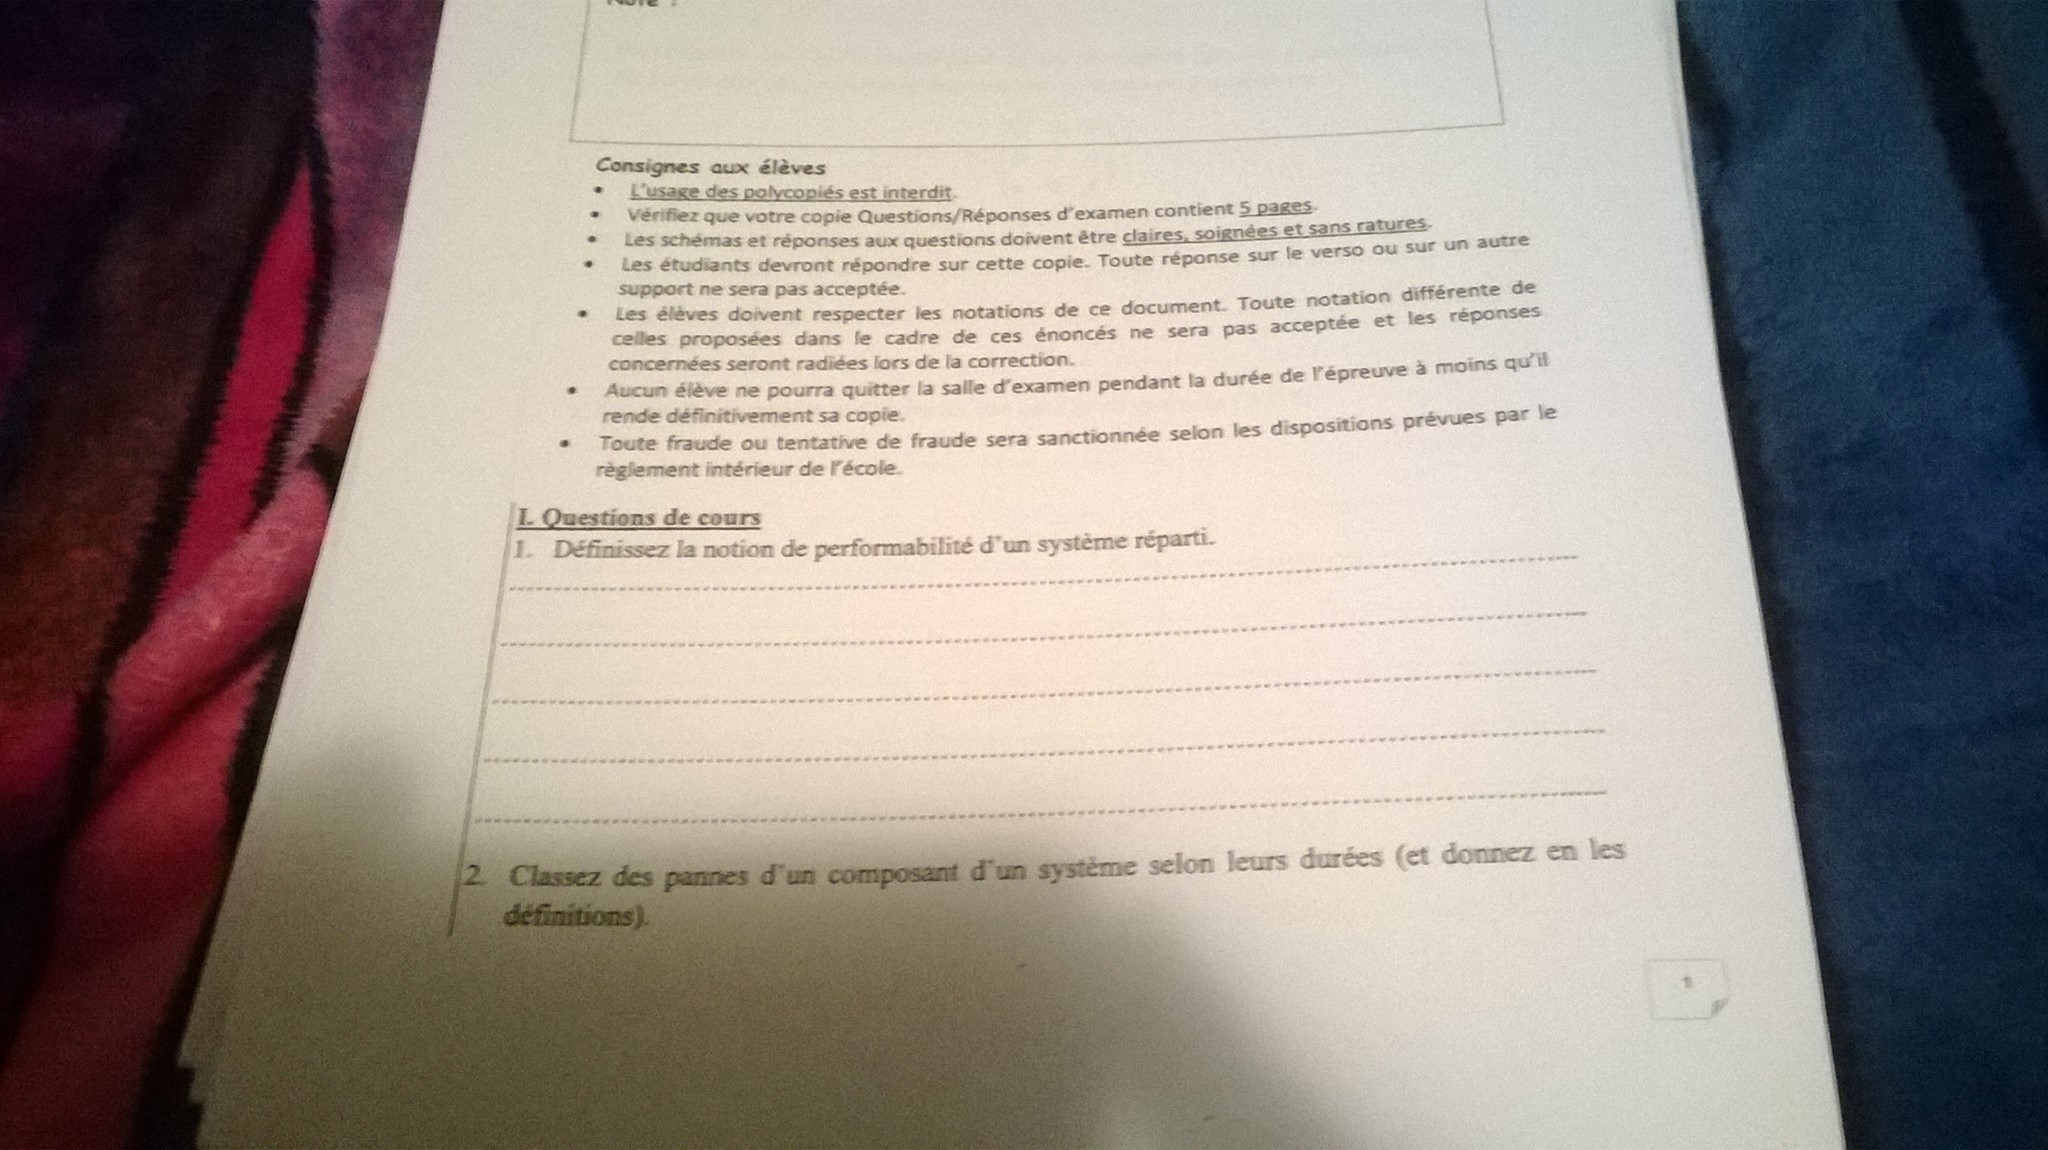 Note :
Consignes aux élèves
• L'usage des polycopiés est interdit.
• Vérifiez que votre copie Questions/Réponses d'examen contient 5 pages.
• Les schémas et réponses aux questions doivent être claires, soignées et sans ratures.
• Les étudiants devront répondre sur cette copie. Toute réponse sur le verso ou sur un autre
support ne sera pas acceptée.
• Les élèves doivent respecter les notations de ce document. Toute notation différente de
celles proposées dans le cadre de ces énoncés ne sera pas acceptée et les réponses
concernées seront radiées lors de la correction.
• Aucun élève ne pourra quitter la salle d'examen pendant la durée de l'épreuve à moins qu'il
rende définitivement sa copie.
• Toute fraude ou tentative de fraude sera sanctionnée selon les dispositions prévues par le
règlement intérieur de l'école.
I. Questions de cours
1. Définissez la notion de performabilité d'un système réparti.
2. Classez des pannes d'un composant d'un système selon leurs durées (et donnez en les
définitions).
1